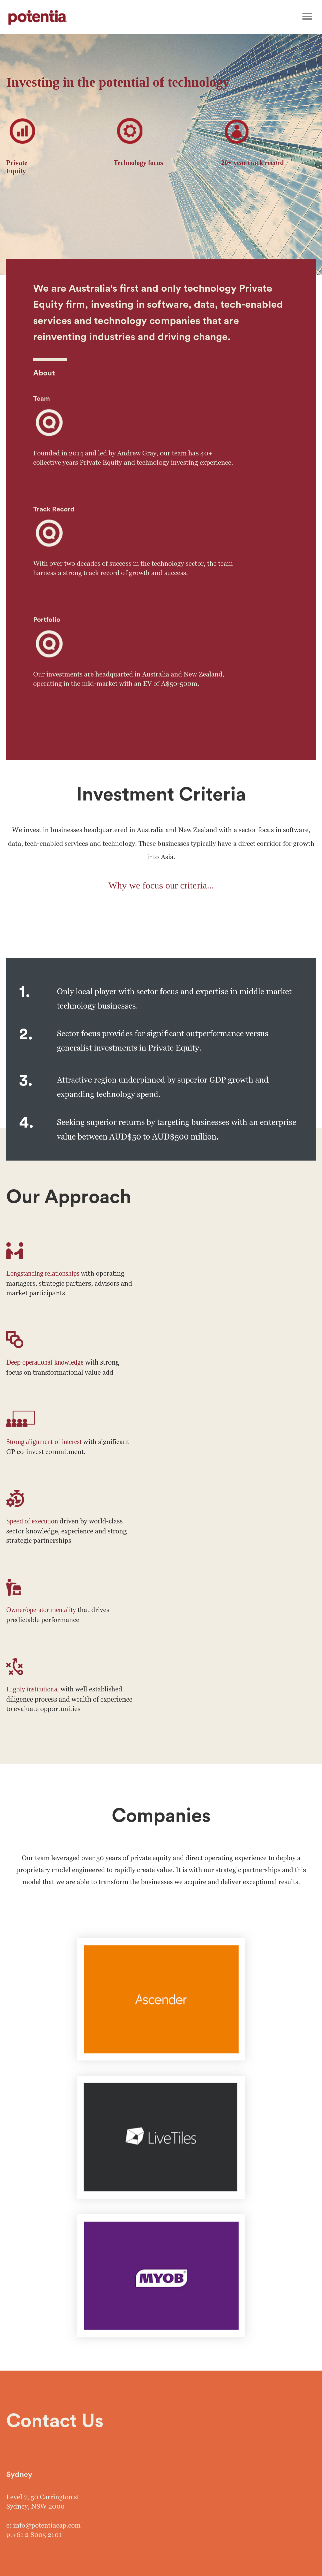 potentia
Investing in the potential of technology
Private
Equity
Technology focus
20+ year track record
We are Australia's first and only technology Private
Equity firm, investing in software, data, tech-enabled
services and technology companies that are
reinventing industries and driving change.
About
Team
Founded in 2014 and led by Andrew Gray, our team has 40+
collective years Private Equity and technology investing experience.
Track Record
With over two decades of success in the technology sector, the team
harness a strong track record of growth and success.
Portfolio
Our investments are headquarted in Australia and New Zealand,
operating in the mid-market with an EV of A$50-500m.
Investment Criteria
We invest in businesses headquartered in Australia and New Zealand with a sector focus in software,
data, tech-enabled services and technology. These businesses typically have a direct corridor for growth
into Asia.
Why we focus our criteria...
1. Only local player with sector focus and expertise in middle market
technology businesses.
2. Sector focus provides for significant outperformance versus
generalist investments in Private Equity.
3. Attractive region underpinned by superior GDP growth and
expanding technology spend.
4. Seeking superior returns by targeting businesses with an enterprise
value between AUD$50 to AUD$500 million.
Our Approach
Longstanding relationships with operating
managers, strategic partners, advisors and
market participants
Deep operational knowledge with strong
focus on transformational value add
Strong alignment of interest with significant
GP co-invest commitment.
Speed of execution driven by world-class
sector knowledge, experience and strong
strategic partnerships
Owner/operator mentality that drives
predictable performance
Highly institutional with well established
diligence process and wealth of experience
to evaluate opportunities
Companies
Our team leveraged over 50 years of private equity and direct operating experience to deploy a
proprietary model engineered to rapidly create value. It is with our strategic partnerships and this
model that we are able to transform the businesses we acquire and deliver exceptional results.
Ascender
LiveTiles
MYOB
Contact Us
Sydney
Level 7, 50 Carrington st
Sydney, NSW 2000
e: info@potentiacap.com
p:+61 2 8005 2101